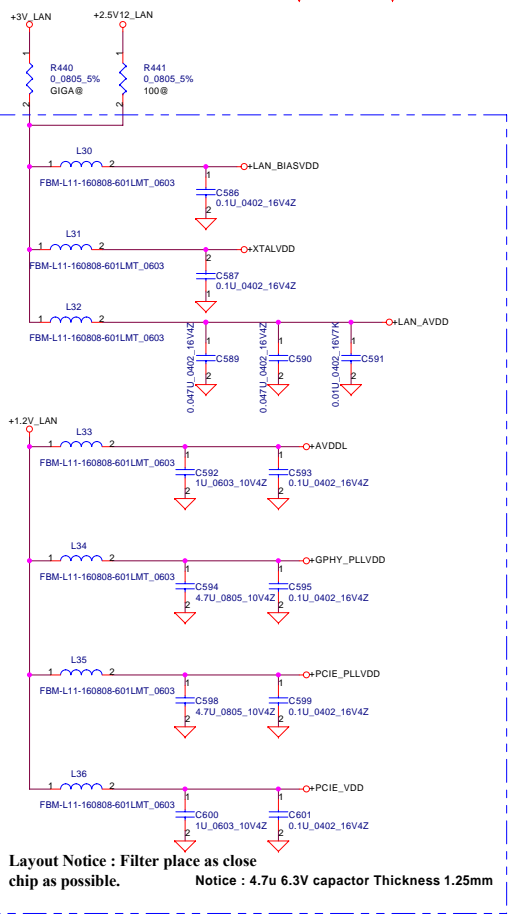 +3V_LAN
+2.5V12_LAN
1
1
R440
0_0805_5%
GIGA@
R441
0_0805_5%
100@
2
2
L30
1 2
FBM-L11-160808-601LMT_0603
+LAN_BIASVDD
1
C586
0.1U_0402_16V4Z
2
L31
1 2
FBM-L11-160808-601LMT_0603
+XTALVDD
2
C587
0.1U_0402_16V4Z
1
L32
1 2
FBM-L11-160808-601LMT_0603
+LAN_AVDD
1
C589
0.047U_0402_16V4Z
2
1
C590
0.047U_0402_16V4Z
2
1
C591
0.01U_0402_16V7K
2
+1.2V_LAN
L33
1 2
FBM-L11-160808-601LMT_0603
+AVDDL
1
C592
1U_0603_10V4Z
2
1
C593
0.1U_0402_16V4Z
2
L34
1 2
FBM-L11-160808-601LMT_0603
+GPHY_PLLVDD
1
C594
4.7U_0805_10V4Z
2
1
C595
0.1U_0402_16V4Z
2
L35
1 2
FBM-L11-160808-601LMT_0603
+PCIE_PLLVDD
1
C598
4.7U_0805_10V4Z
2
1
C599
0.1U_0402_16V4Z
2
L36
1 2
FBM-L11-160808-601LMT_0603
+PCIE_VDD
1
C600
1U_0603_10V4Z
2
1
C601
0.1U_0402_16V4Z
2
Layout Notice : Filter place as close
chip as possible.
Notice : 4.7u 6.3V capactor Thickness 1.25mm